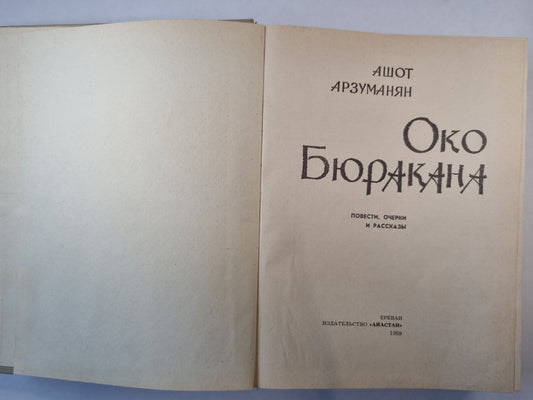 АШОТ
АРЗУМАНЯН
ОКО
БЮРАКАНА
ПОВЕСТИ, ОЧЕРКИ
И РАССКАЗЫ
ЕРЕВАН
ИЗДАТЕЛЬСТВО «АЙАСТАН»
1969